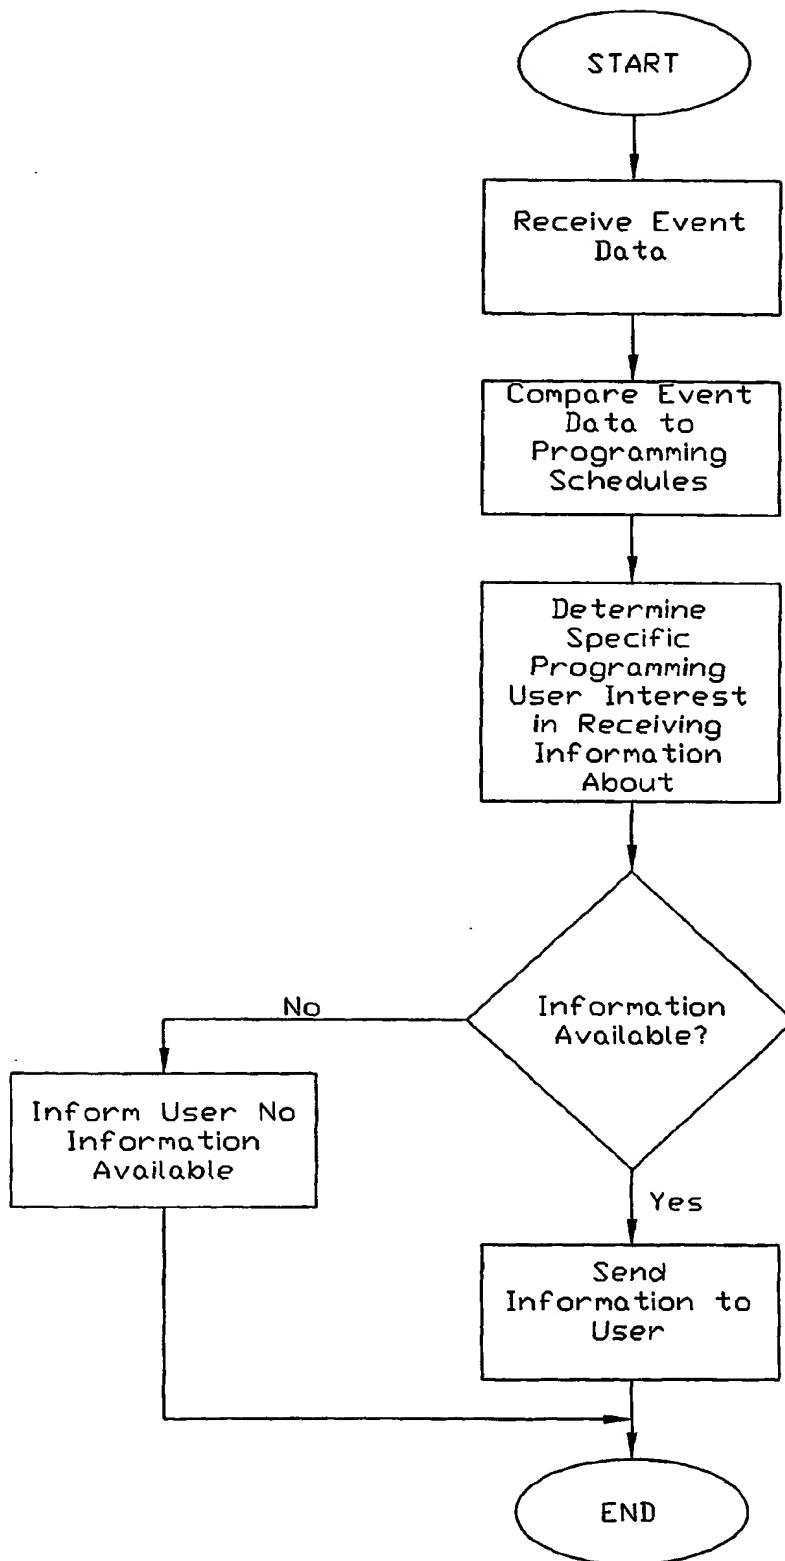 START
Receive Event
Data
Compare Event
Data to
Programming
Schedules
Determine
Specific
Programming
User Interest
in Receiving
Information
About
Information
Available?
No
Inform User No
Information
Available
Yes
Send
Information to
User
END